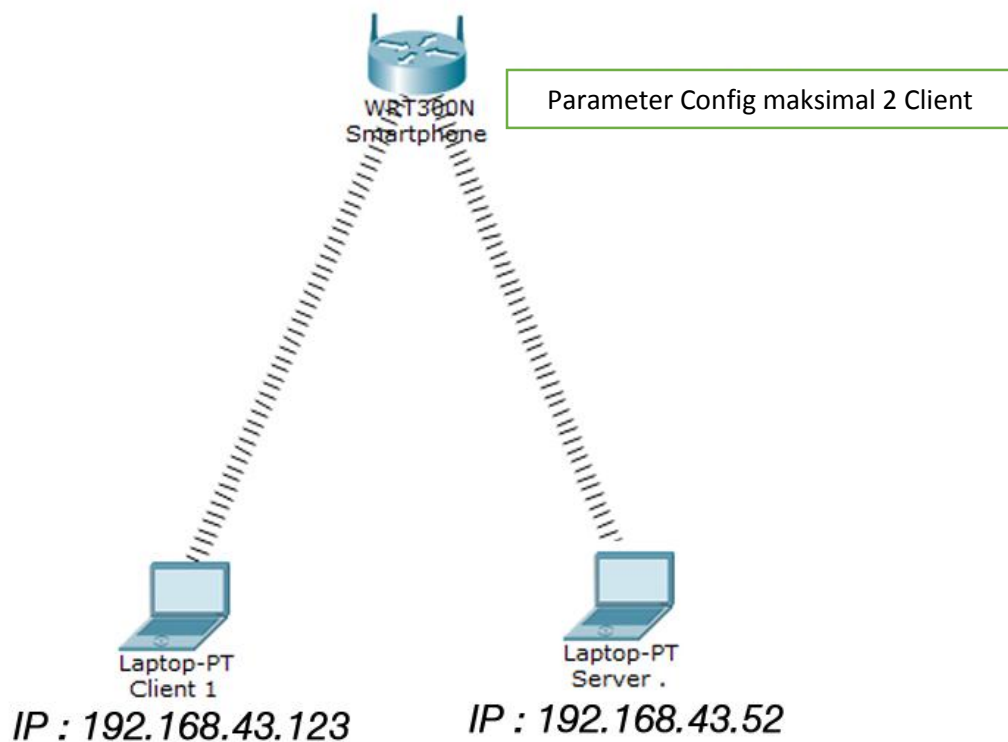 WRT300N
Smartphone
Parameter Config maksimal 2 Client
Laptop-PT
Client 1
IP : 192.168.43.123
Laptop-PT
Server .
IP : 192.168.43.52